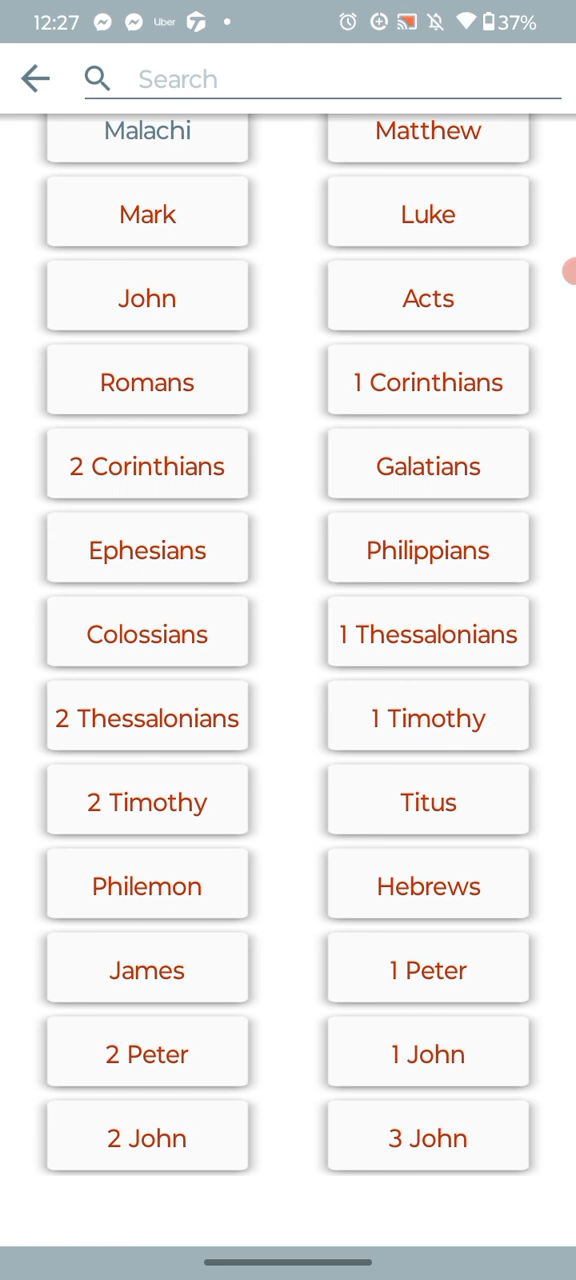 12:27 Uber 37%
Search
Malachi Matthew
Mark Luke
John Acts
Romans 1 Corinthians
2 Corinthians Galatians
Ephesians Philippians
Colossians 1 Thessalonians
2 Thessalonians 1 Timothy
2 Timothy Titus
Philemon Hebrews
James 1 Peter
2 Peter 1 John
2 John 3 John